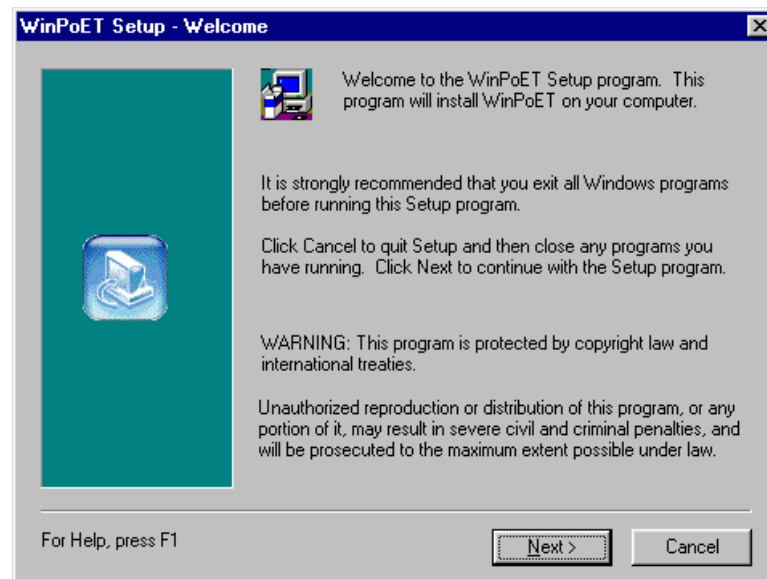 WinPoET Setup - Welcome
Welcome to the WinPoET Setup program. This
program will install WinPoET on your computer.
It is strongly recommended that you exit all Windows programs
before running this Setup program.
Click Cancel to quit Setup and then close any programs you
have running. Click Next to continue with the Setup program.
WARNING: This program is protected by copyright law and
international treaties.
Unauthorized reproduction or distribution of this program, or any
portion of it, may result in severe civil and criminal penalties, and
will be prosecuted to the maximum extent possible under law.
For Help, press F1
Next >
Cancel